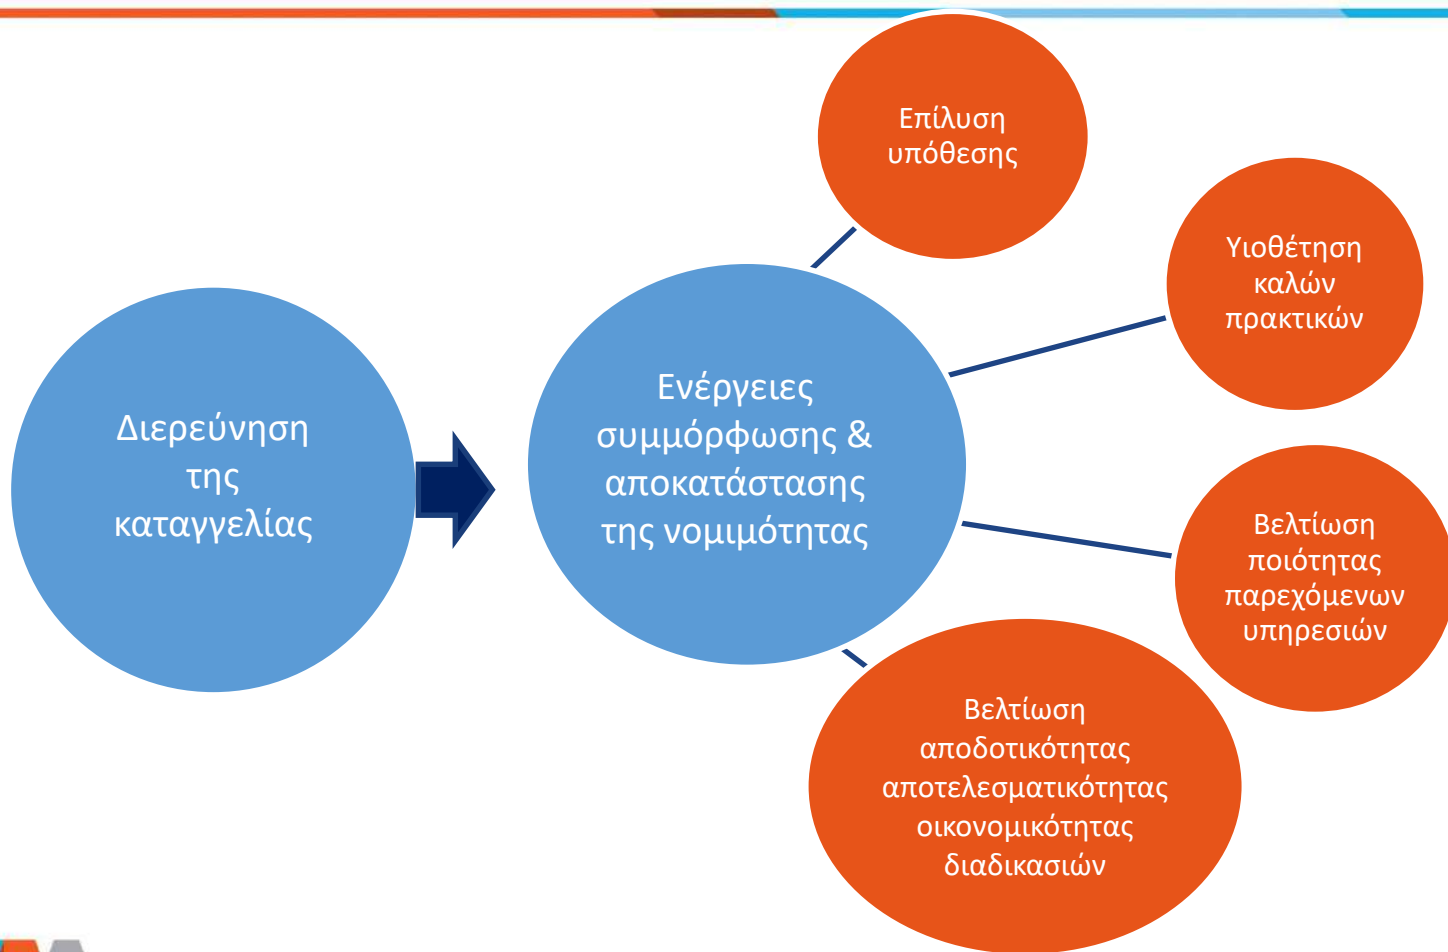 Διερεύνηση
της
καταγγελίας
Ενέργειες
συμμόρφωσης &
αποκατάστασης
της νομιμότητας
Επίλυση
υπόθεσης
Υιοθέτηση
καλών
πρακτικών
Βελτίωση
ποιότητας
παρεχόμενων
υπηρεσιών
Βελτίωση
αποδοτικότητας
αποτελεσματικότητας
οικονομικότητας
διαδικασιών